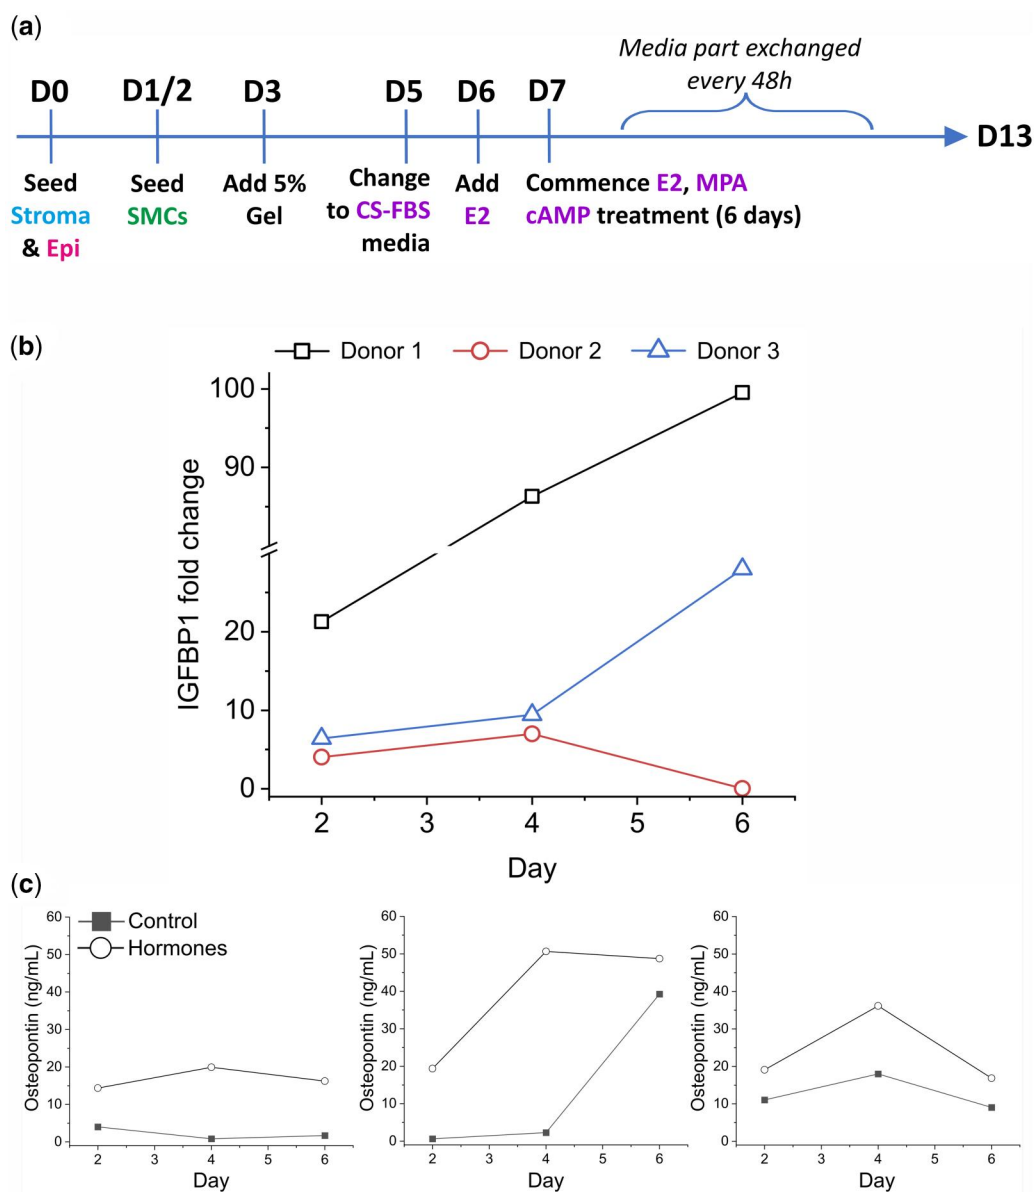 (a)
Media part exchanged
every 48h
D0 D1/2 D3 D5 D6 D7
D13
Seed
Stroma
& Epi
Seed
SMCs
Add 5%
Gel
Change
to CS-FBS
media
Add
E2
Commence E2, MPA
cAMP treatment (6 days)
(b)
Donor 1 Donor 2 Donor 3
IGFBP1 fold change
100
90
20
10
0
2 3 4 5 6
Day
(c)
Control
Hormones
Osteopontin (ng/mL)
60
50
40
30
20
10
0
2 3 4 5 6
Day
Osteopontin (ng/mL)
60
50
40
30
20
10
0
2 3 4 5 6
Day
Osteopontin (ng/mL)
60
50
40
30
20
10
0
2 3 4 5 6
Day